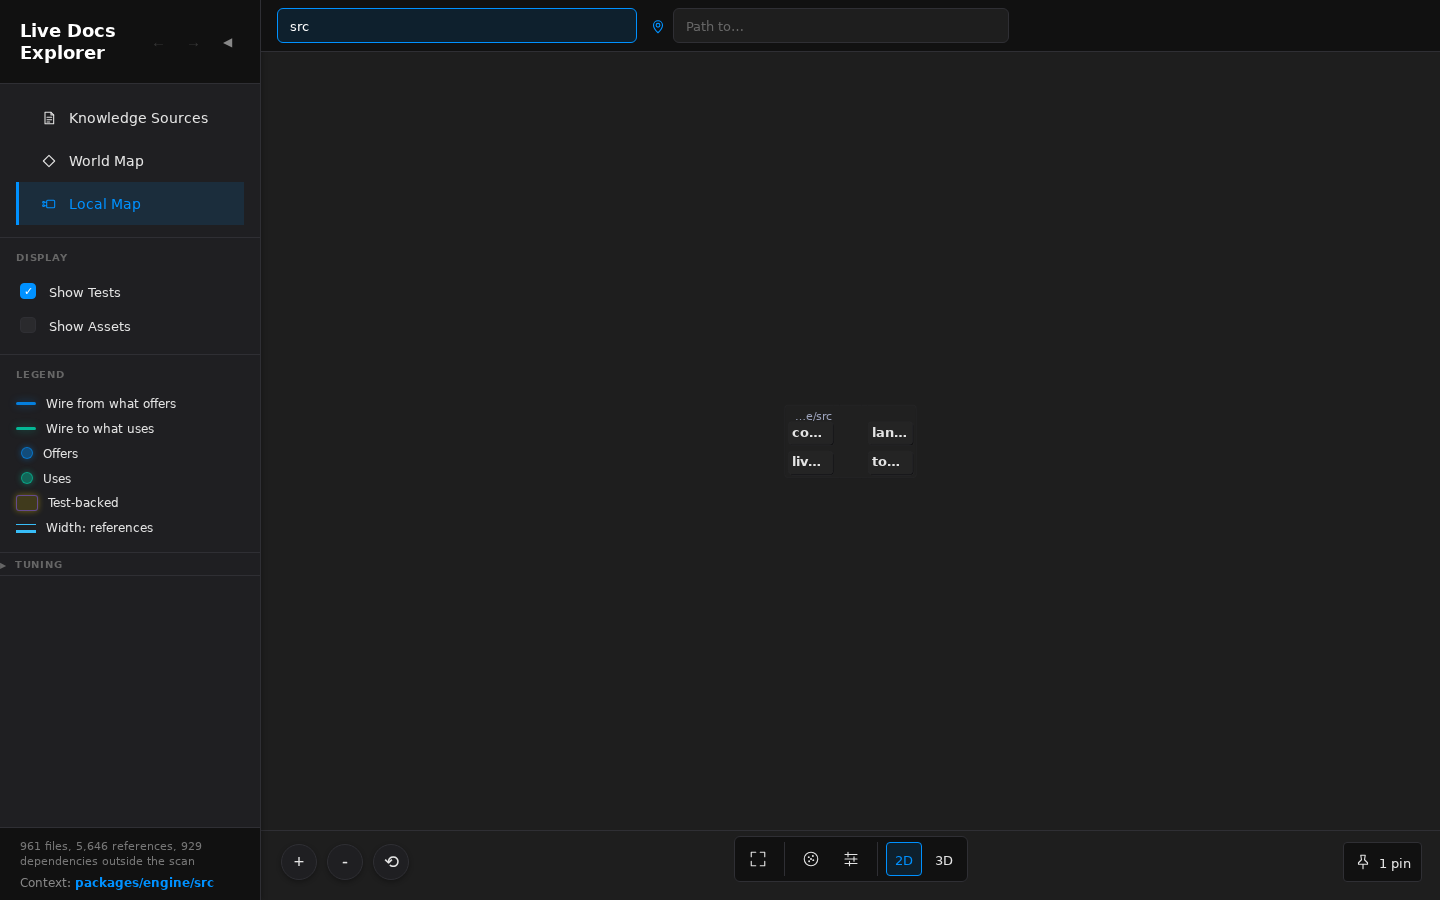 Live Docs
Explorer
src
Path to...
Knowledge Sources
World Map
Local Map
DISPLAY
Show Tests
Show Assets
LEGEND
Wire from what offers
Wire to what uses
Offers
Uses
Test-backed
Width: references
TUNING
...e/src
co...
lan...
liv...
to...
961 files, 5,646 references, 929
dependencies outside the scan
Context: packages/engine/src
+
-
2D
3D
1 pin